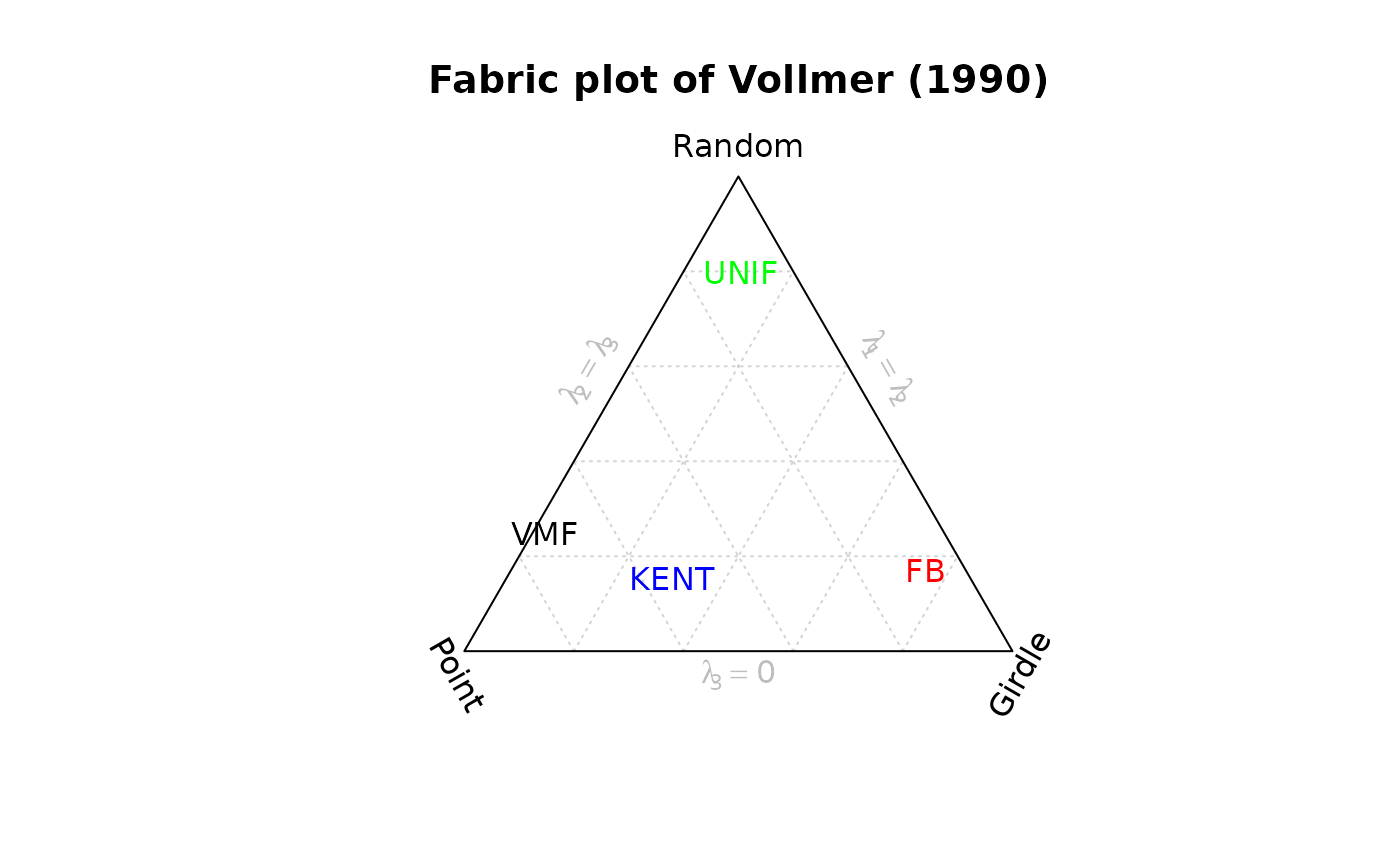 Fabric plot of Vollmer (1990)
Random
UNIF
λ2 = λ3
λ1 = λ2
VMF
KENT
FB
Point
λ3 = 0
Girdle